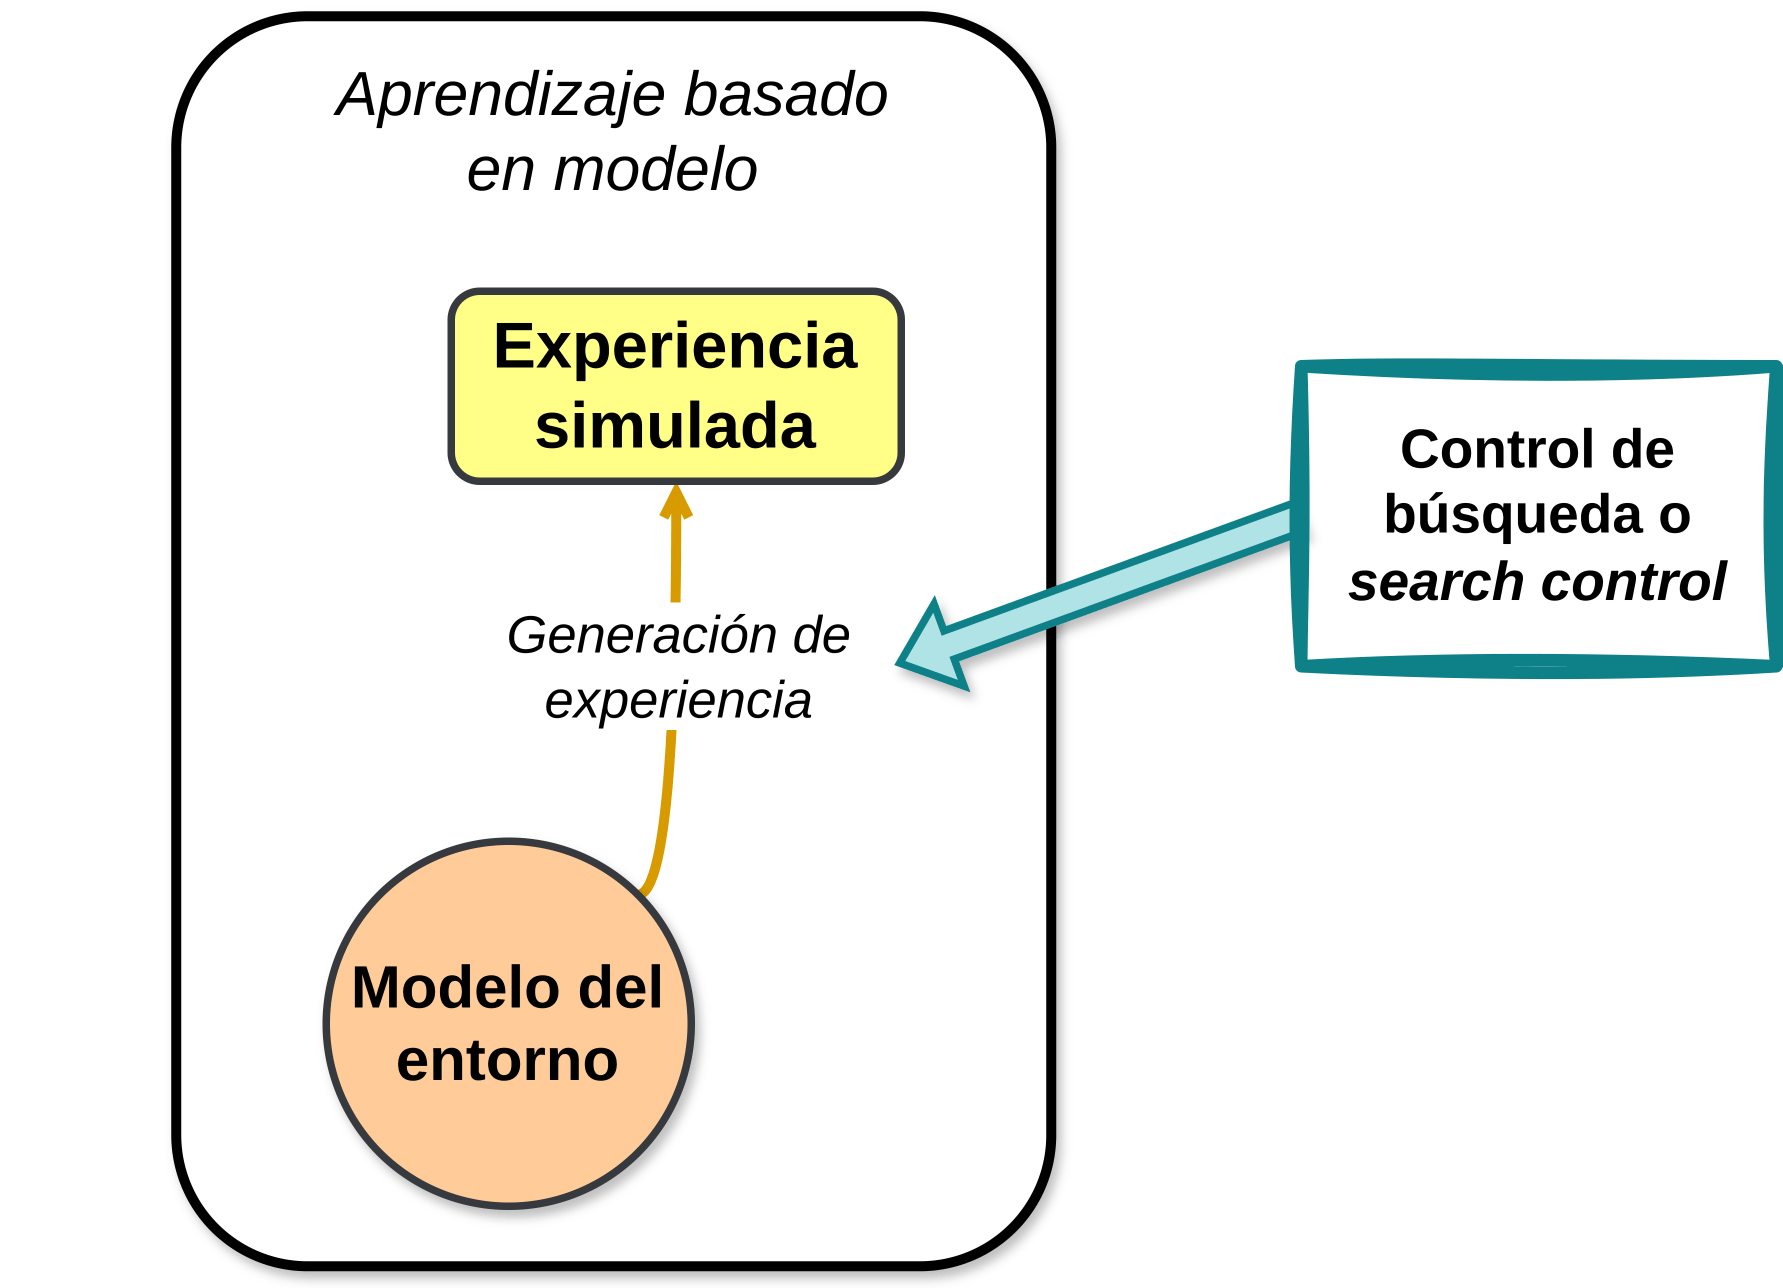 Aprendizaje basado
en modelo
Experiencia
simulada
Control de
búsqueda o
search control
Generación de
experiencia
Modelo del
entorno